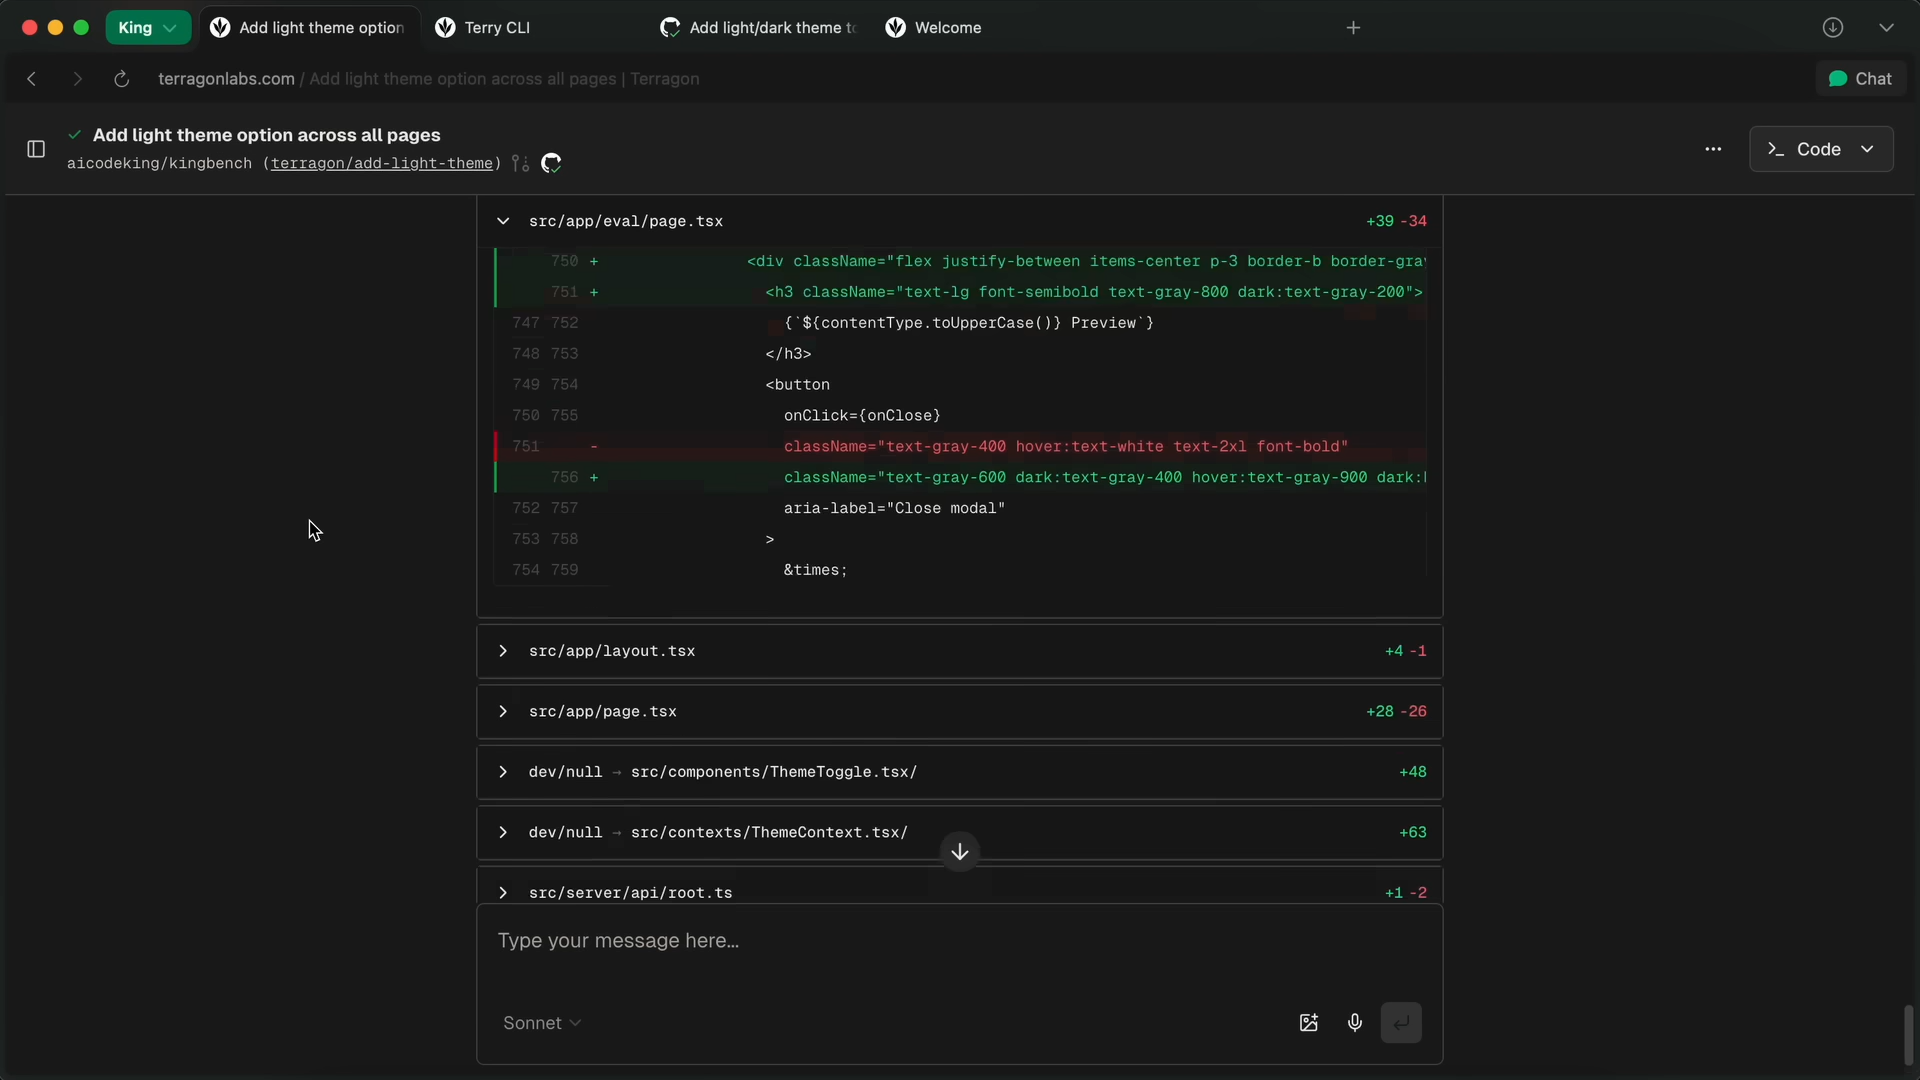 King
Add light theme option
Terry CLI
Add light/dark theme to
Welcome
terragonlabs.com / Add light theme option across all pages | Terragon
Chat
Add light theme option across all pages
aicodeking/kingbench (terragon/add-light-theme)
Code
src/app/eval/page.tsx +39 -34
750 + <div className="flex justify-between items-center p-3 border-b border-gray
751 + <h3 className="text-lg font-semibold text-gray-800 dark:text-gray-200">
747 752 {`${contentType.toUpperCase()} Preview`}
748 753 </h3>
749 754 <button
750 755 onClick={onClose}
751 - className="text-gray-400 hover:text-white text-2xl font-bold"
756 + className="text-gray-600 dark:text-gray-400 hover:text-gray-900 dark:
752 757 aria-label="Close modal"
753 758 >
754 759 &times;
src/app/layout.tsx +4 -1
src/app/page.tsx +28 -26
dev/null → src/components/ThemeToggle.tsx/ +48
dev/null → src/contexts/ThemeContext.tsx/ +63
src/server/api/root.ts +1 -2
Type your message here...
Sonnet